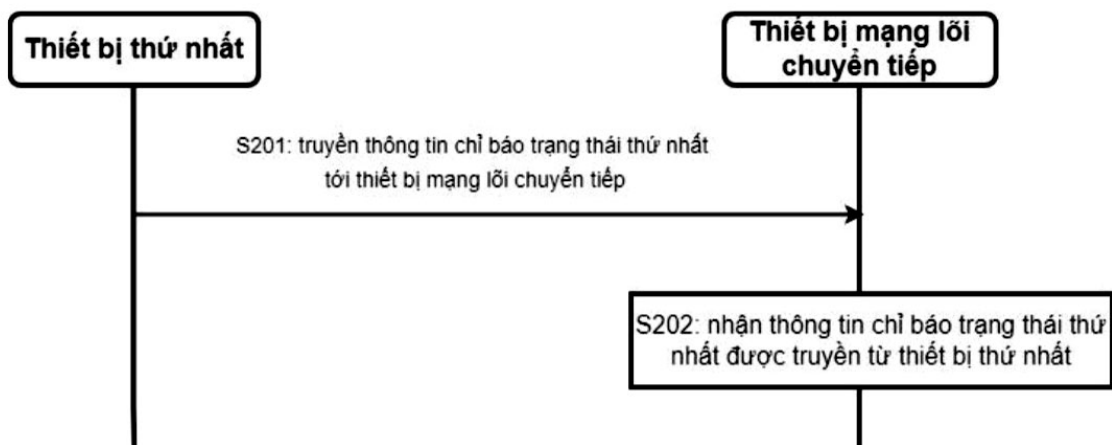 Thiết bị thứ nhất
Thiết bị mạng lõi
chuyển tiếp
S201: truyền thông tin chỉ báo trạng thái thứ nhất
tới thiết bị mạng lõi chuyển tiếp
S202: nhận thông tin chỉ báo trạng thái thứ
nhất được truyền từ thiết bị thứ nhất